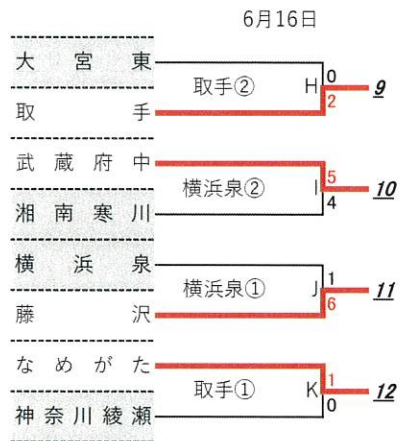 6月16日
大宮東
0
取手② H 9
2
取手
武蔵府中
5
横浜泉② I 10
4
湘南寒川
横浜泉
1
横浜泉① J 11
6
藤沢
なめがた
1
取手① K 12
0
神奈川綾瀬